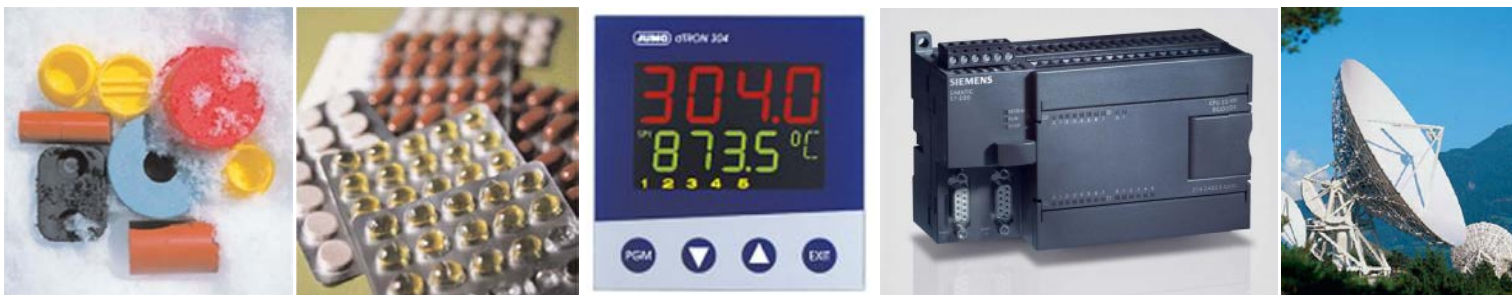 JUMO dTRON 304
304.0
SPI 873.5 °C
1 2 3 4 5
PGM
EXIT
SIEMENS
SIMATIC
S7-200